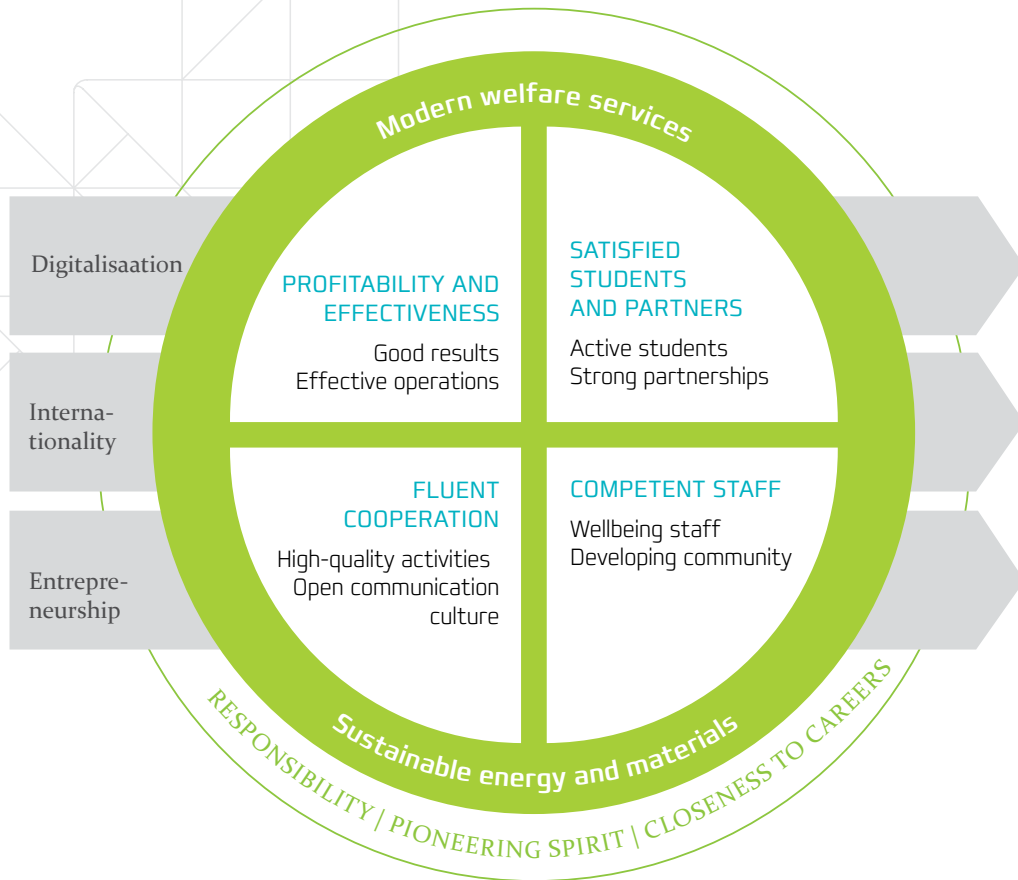 Modern welfare services
Digitalisaation
Interna-
tionality
Entrepre-
neurship
PROFITABILITY AND
EFFECTIVENESS
Good results
Effective operations
SATISFIED
STUDENTS
AND PARTNERS
Active students
Strong partnerships
FLUENT
COOPERATION
High-quality activities
Open communication
culture
COMPETENT STAFF
Wellbeing staff
Developing community
Sustainable energy and materials
RESPONSIBILITY | PIONEERING SPIRIT | CLOSENESS TO CAREERS